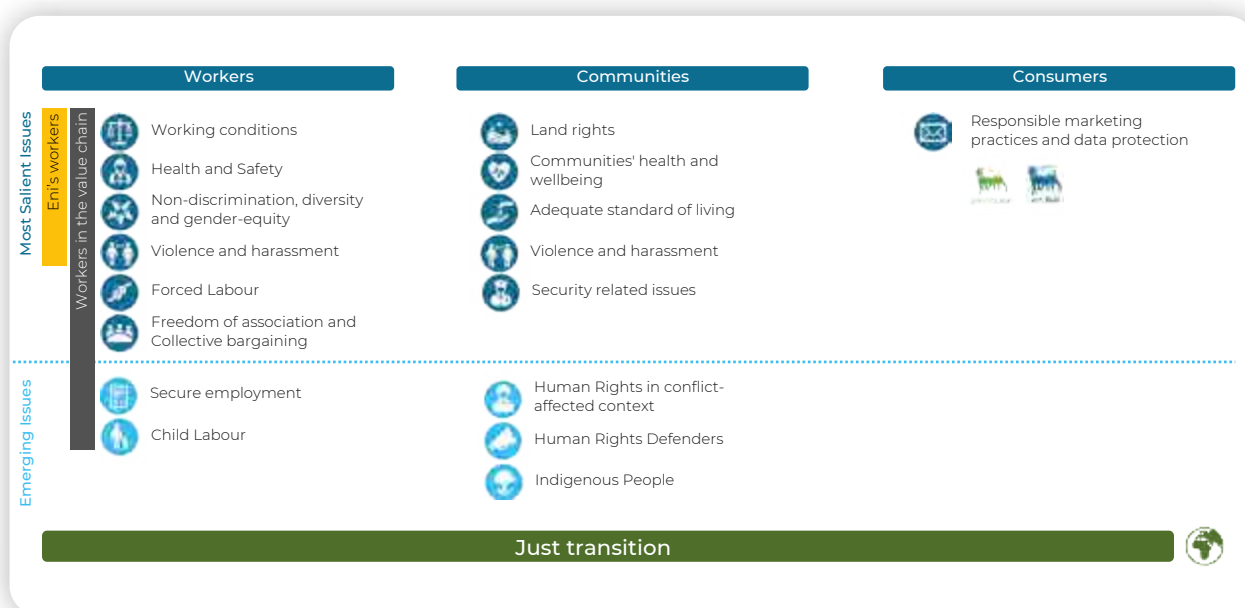 Workers
Communities
Consumers
Most Salient Issues
Eni's workers
Workers in the value chain
Working conditions
Health and Safety
Non-discrimination, diversity
and gender-equity
Violence and harassment
Forced Labour
Freedom of association and
Collective bargaining
Land rights
Communities' health and
wellbeing
Adequate standard of living
Violence and harassment
Security related issues
Responsible marketing
practices and data protection
Emerging Issues
Secure employment
Child Labour
Human Rights in conflict-
affected context
Human Rights Defenders
Indigenous People
Just transition